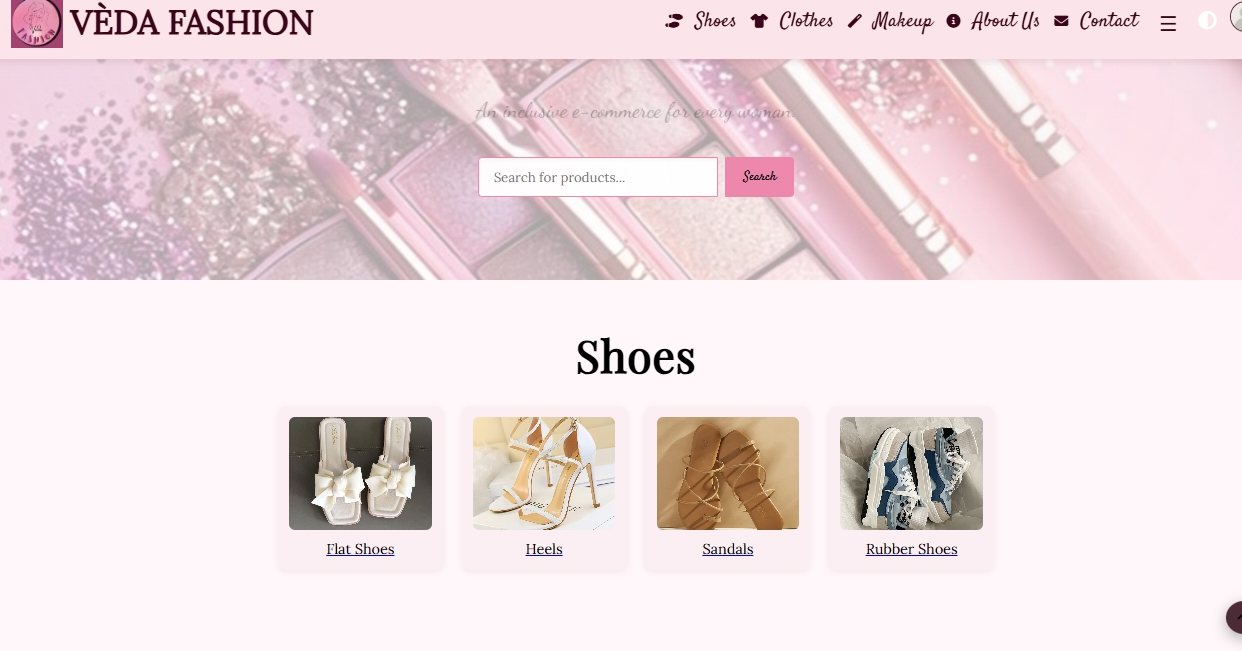 FASHION
VÈDA FASHION
Shoes
Clothes
Makeup
About Us
Contact
An inclusive e-commerce for every woman.
Search for products...
Search
Shoes
Flat Shoes
Heels
Sandals
Rubber Shoes